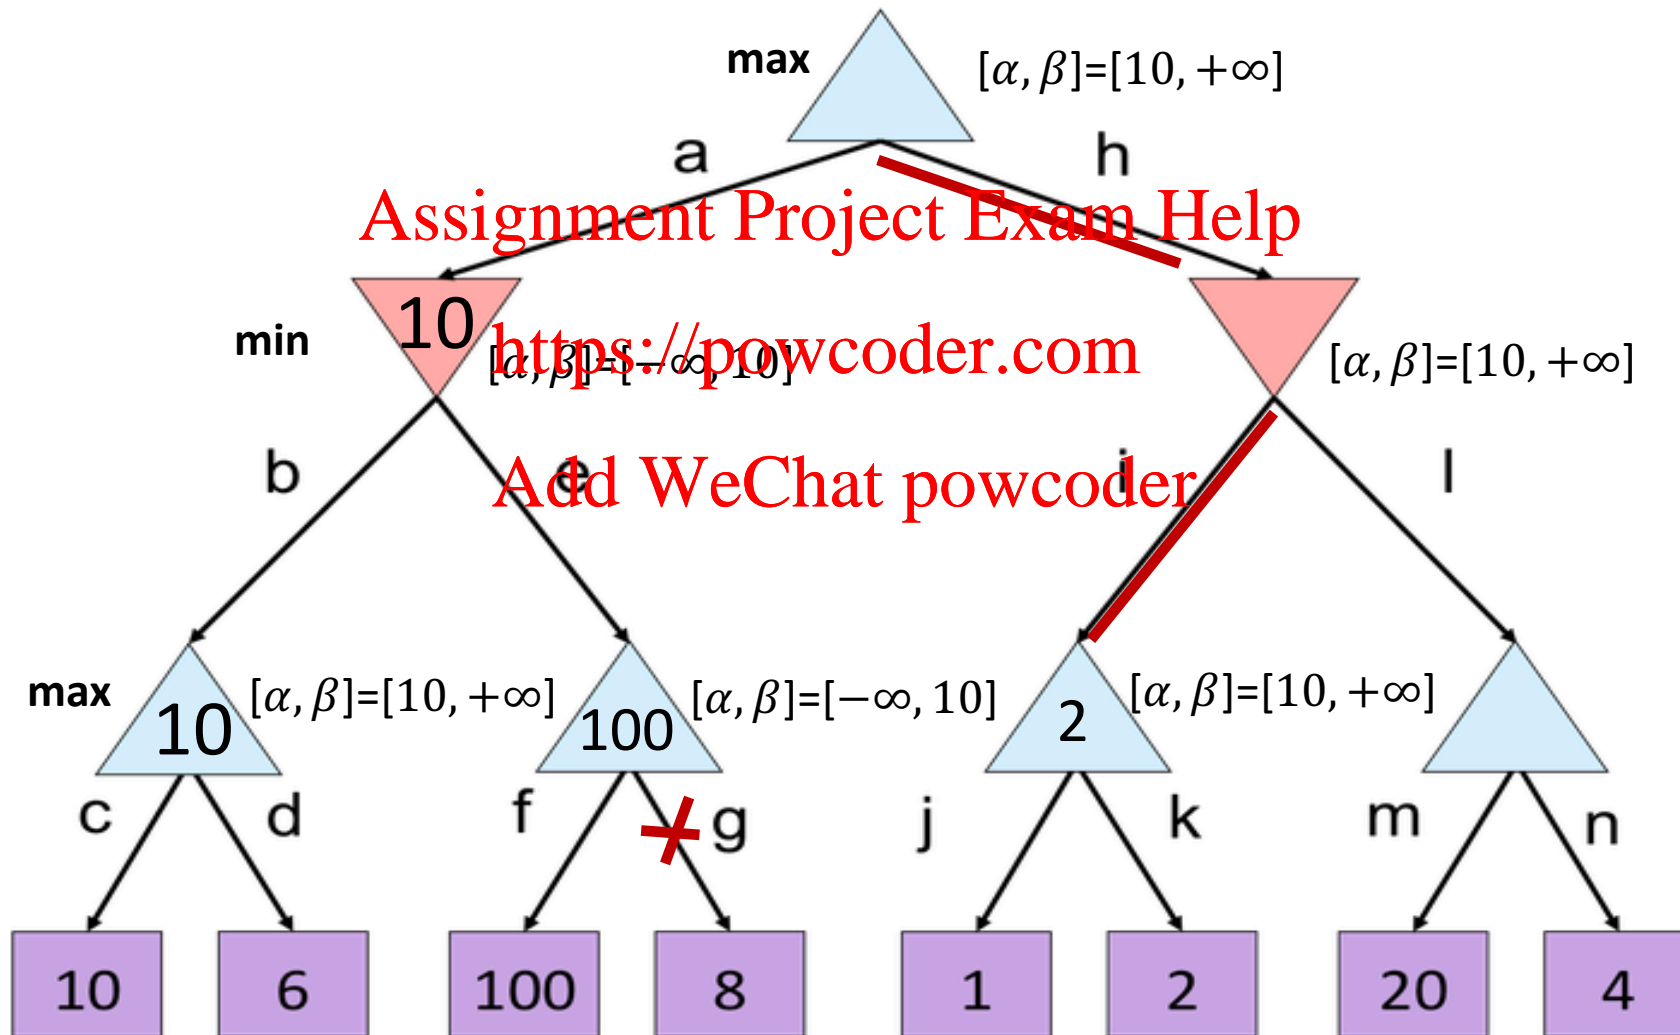 max
[α, β]=[10, +∞]
a
h
Assignment Project Exam Help
10
min
[α, β]=[−∞, 10]
https://powcoder.com
[α, β]=[10, +∞]
b
e
Add WeChat powcoder
i
l
max
10
[α, β]=[10, +∞]
100
[α, β]=[−∞, 10]
2
[α, β]=[10, +∞]
c
d
f
g
j
k
m
n
10
6
100
8
1
2
20
4